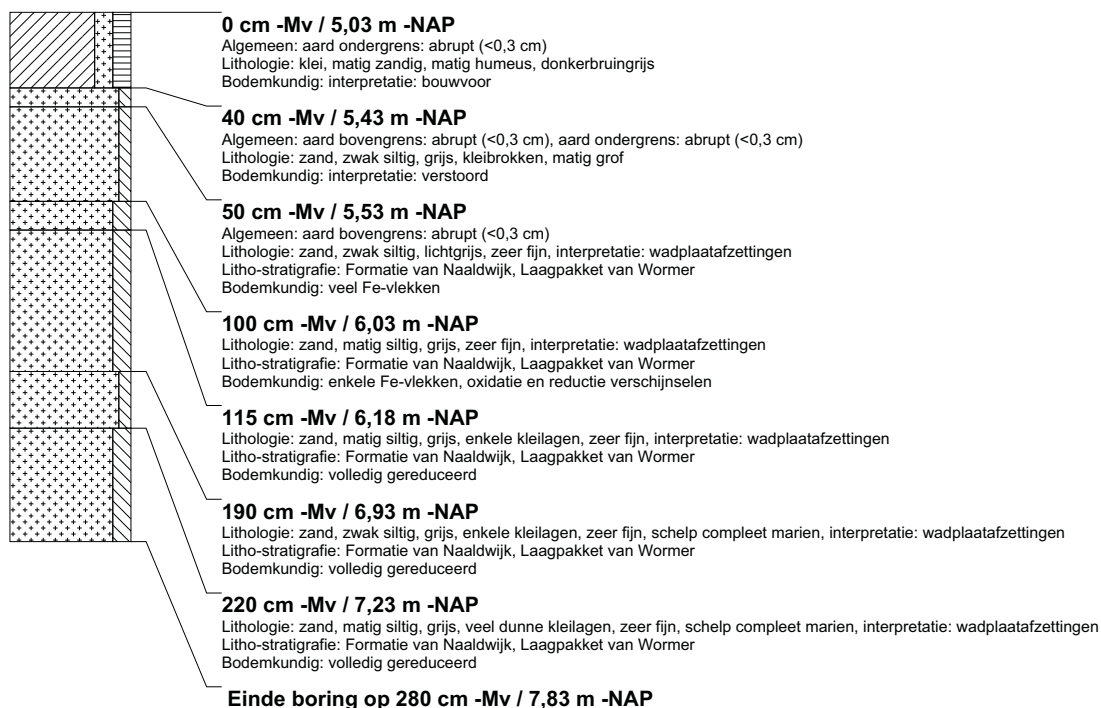 0 cm -Mv / 5,03 m -NAP
Algemeen: aard ondergrens: abrupt (<0,3 cm)
Lithologie: klei, matig zandig, matig humeus, donkerbruingrijs
Bodemkundig: interpretatie: bouwvoor
40 cm -Mv / 5,43 m -NAP
Algemeen: aard bovengrens: abrupt (<0,3 cm), aard ondergrens: abrupt (<0,3 cm)
Lithologie: zand, zwak siltig, grijs, kleibrokken, matig grof
Bodemkundig: interpretatie: verstoord
50 cm -Mv / 5,53 m -NAP
Algemeen: aard bovengrens: abrupt (<0,3 cm)
Lithologie: zand, zwak siltig, lichtgrijs, zeer fijn, interpretatie: wadplaatafzettingen
Litho-stratigrafie: Formatie van Naaldwijk, Laagpakket van Wormer
Bodemkundig: veel Fe-vlekken
100 cm -Mv / 6,03 m -NAP
Lithologie: zand, matig siltig, grijs, zeer fijn, interpretatie: wadplaatafzettingen
Litho-stratigrafie: Formatie van Naaldwijk, Laagpakket van Wormer
Bodemkundig: enkele Fe-vlekken, oxidatie en reductie verschijnselen
115 cm -Mv / 6,18 m -NAP
Lithologie: zand, matig siltig, grijs, enkele kleilagen, zeer fijn, interpretatie: wadplaatafzettingen
Litho-stratigrafie: Formatie van Naaldwijk, Laagpakket van Wormer
Bodemkundig: volledig gereduceerd
190 cm -Mv / 6,93 m -NAP
Lithologie: zand, zwak siltig, grijs, enkele kleilagen, zeer fijn, schelp compleet marien, interpretatie: wadplaatafzettingen
Litho-stratigrafie: Formatie van Naaldwijk, Laagpakket van Wormer
Bodemkundig: volledig gereduceerd
220 cm -Mv / 7,23 m -NAP
Lithologie: zand, matig siltig, grijs, veel dunne kleilagen, zeer fijn, schelp compleet marien, interpretatie: wadplaatafzettingen
Litho-stratigrafie: Formatie van Naaldwijk, Laagpakket van Wormer
Bodemkundig: volledig gereduceerd
Einde boring op 280 cm -Mv / 7,83 m -NAP